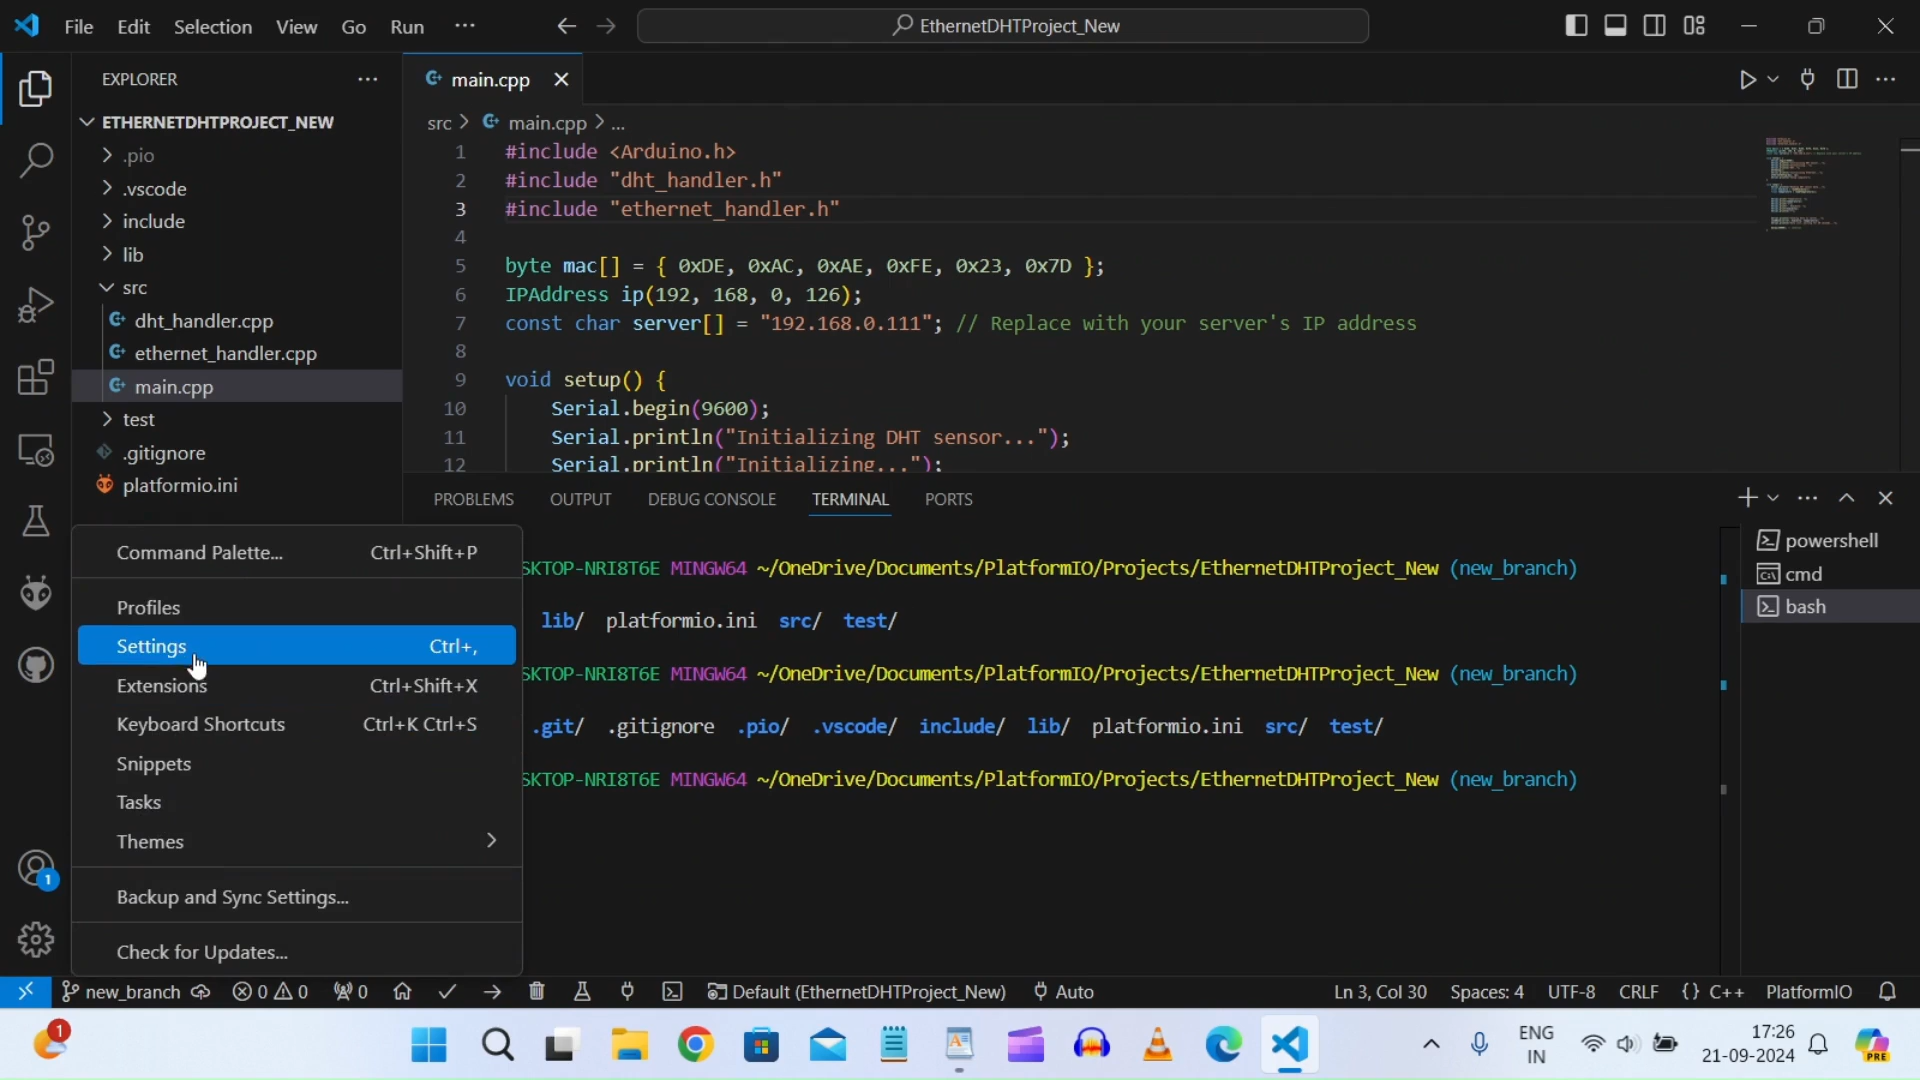 File Edit Selection View Go Run ···
EthernetDHTProject_New
EXPLORER ···
ETHERNETDHTPROJECT_NEW
.pio
.vscode
include
lib
src
dht_handler.cpp
ethernet_handler.cpp
main.cpp
test
.gitignore
platformio.ini
main.cpp
src > main.cpp > ...
1 #include <Arduino.h>
2 #include "dht_handler.h"
3 #include "ethernet_handler.h"
4
5 byte mac[] = { 0xDE, 0xAC, 0xAE, 0xFE, 0x23, 0x7D };
6 IPAddress ip(192, 168, 0, 126);
7 const char server[] = "192.168.0.111"; // Replace with your server's IP address
8
9 void setup() {
10 Serial.begin(9600);
11 Serial.println("Initializing DHT sensor...");
12 Serial.println("Initializing...");
PROBLEMS OUTPUT DEBUG CONSOLE TERMINAL PORTS
SKTOP-NRI8T6E MINGW64 ~/OneDrive/Documents/PlatformIO/Projects/EthernetDHTProject_New (new_branch)
lib/ platformio.ini src/ test/
SKTOP-NRI8T6E MINGW64 ~/OneDrive/Documents/PlatformIO/Projects/EthernetDHTProject_New (new_branch)
.git/ .gitignore .pio/ .vscode/ include/ lib/ platformio.ini src/ test/
SKTOP-NRI8T6E MINGW64 ~/OneDrive/Documents/PlatformIO/Projects/EthernetDHTProject_New (new_branch)
powershell
cmd
bash
Command Palette... Ctrl+Shift+P
Profiles
Settings Ctrl+,
Extensions Ctrl+Shift+X
Keyboard Shortcuts Ctrl+K Ctrl+S
Snippets
Tasks
Themes
Backup and Sync Settings...
Check for Updates...
1
new_branch 0 0 0 Default (EthernetDHTProject_New) Auto Ln 3, Col 30 Spaces: 4 UTF-8 CRLF {} C++ PlatformIO
1
ENG
IN
17:26
21-09-2024
PRE